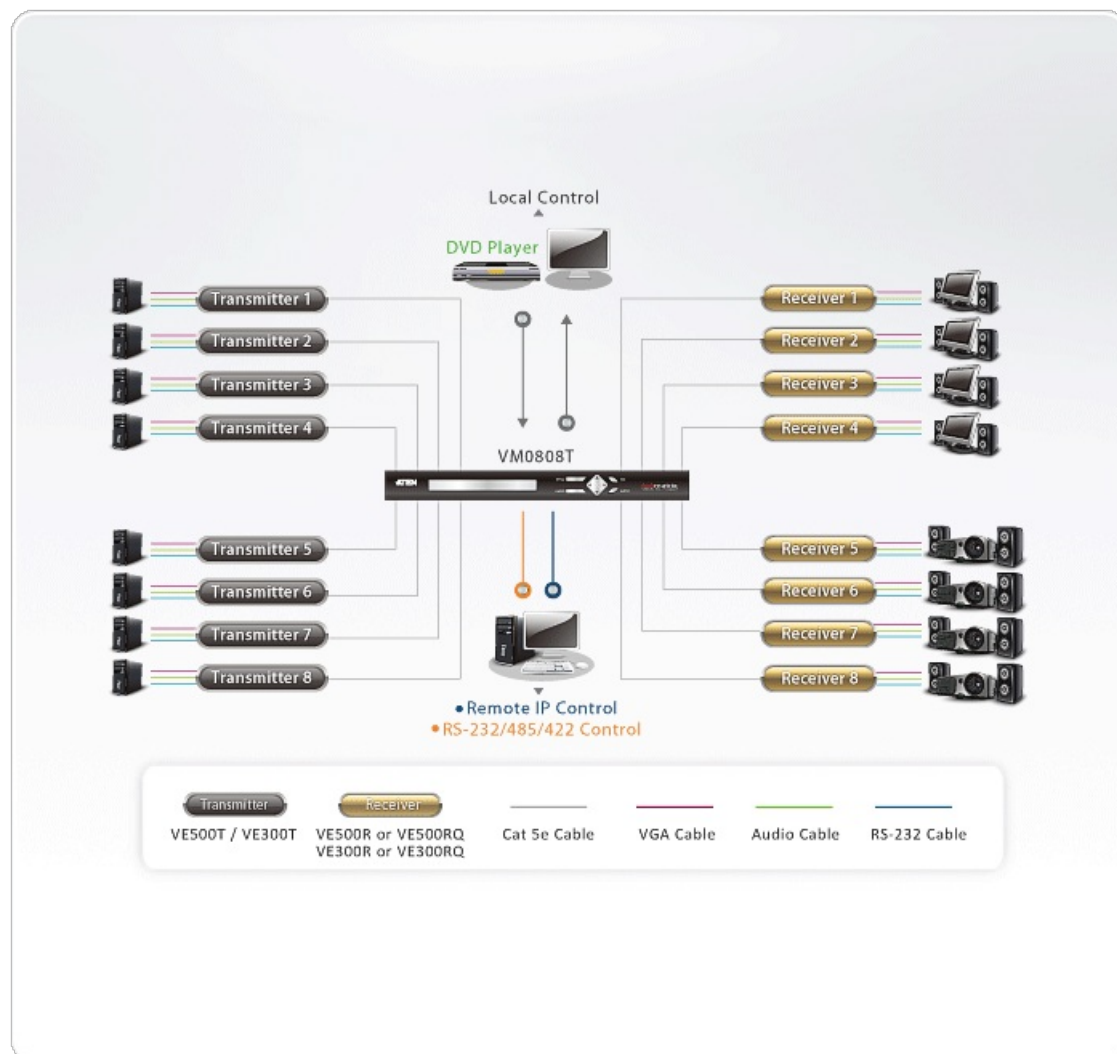 Local Control
DVD Player
Transmitter 1
Transmitter 2
Transmitter 3
Transmitter 4
Receiver 1
Receiver 2
Receiver 3
Receiver 4
VM0808T
ATEN
Transmitter 5
Transmitter 6
Transmitter 7
Transmitter 8
Receiver 5
Receiver 6
Receiver 7
Receiver 8
•Remote IP Control
•RS-232/485/422 Control
Transmitter
VE500T / VE300T
Receiver
VE500R or VE500RQ
VE300R or VE300RQ
Cat 5e Cable
VGA Cable
Audio Cable
RS-232 Cable